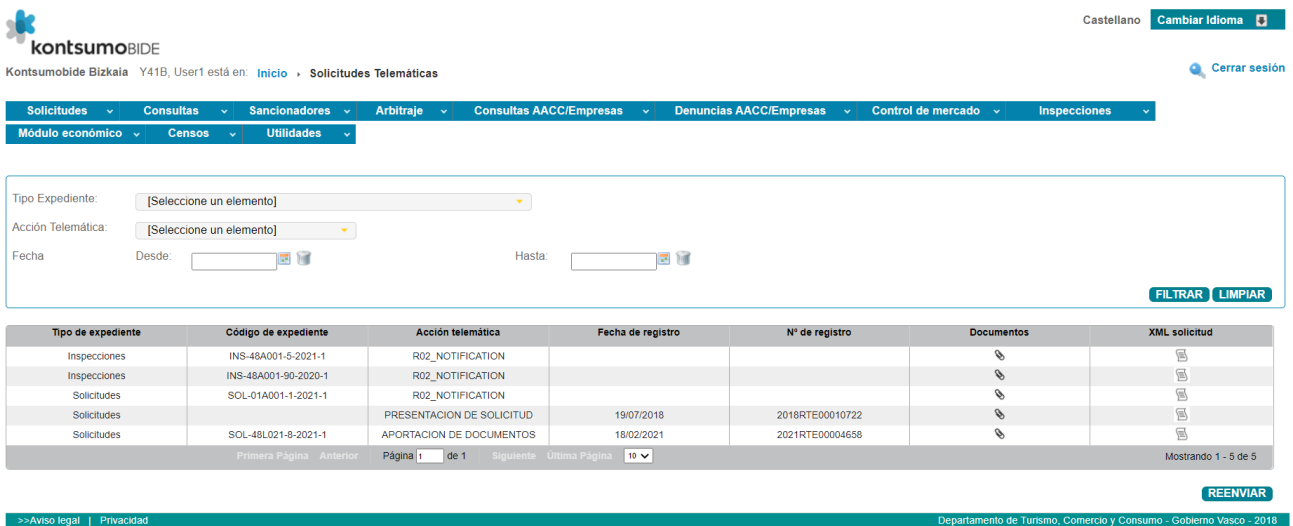 Castellano Cambiar Idioma
kontsumoBIDE
Kontsumobide Bizkaia Y41B, User1 está en: Inicio Solicitudes Telemáticas
Cerrar sesión
Solicitudes Consultas Sancionadores Arbitraje Consultas AACC/Empresas Denuncias AACC/Empresas Control de mercado Inspecciones
Módulo económico Censos Utilidades
Tipo Expediente: [Seleccione un elemento]
Acción Telemática: [Seleccione un elemento]
Fecha Desde: Hasta:
FILTRAR LIMPIAR
Tipo de expediente Código de expediente Acción telemática Fecha de registro Nº de registro Documentos XML solicitud
Inspecciones INS-48A001-5-2021-1 R02_NOTIFICATION
Inspecciones INS-48A001-90-2020-1 R02_NOTIFICATION
Solicitudes SOL-01A001-1-2021-1 R02_NOTIFICATION
Solicitudes PRESENTACION DE SOLICITUD 19/07/2018 2018RTE00010722
Solicitudes SOL-48L021-8-2021-1 APORTACION DE DOCUMENTOS 18/02/2021 2021RTE00004658
Primera Página Anterior Página 1 de 1 Siguiente Última Página 10 Mostrando 1 - 5 de 5
REENVIAR
>>Aviso legal | Privacidad Departamento de Turismo, Comercio y Consumo - Gobierno Vasco - 2018